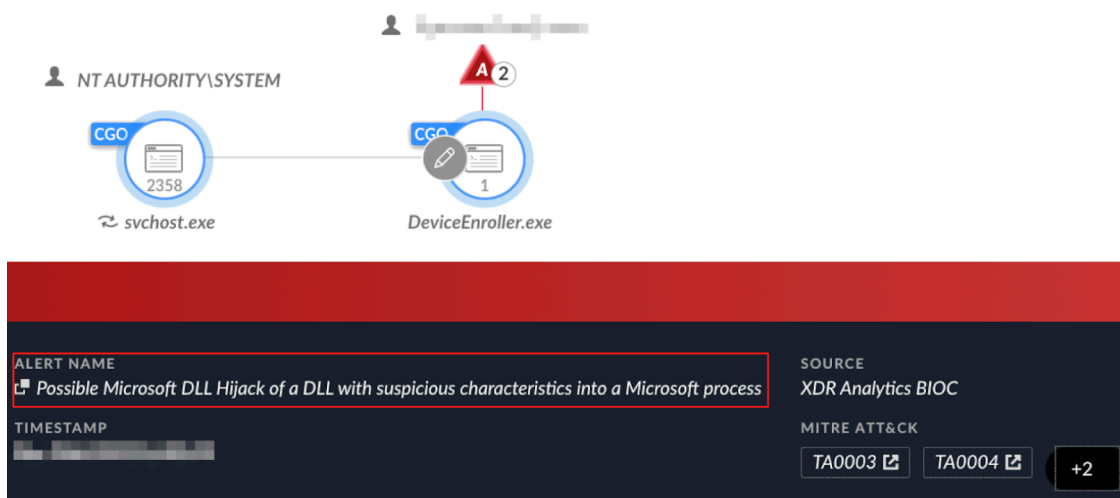 NT AUTHORITY\SYSTEM
A 2
CGO
CGO
2358
1
svchost.exe
DeviceEnroller.exe
ALERT NAME
SOURCE
Possible Microsoft DLL Hijack of a DLL with suspicious characteristics into a Microsoft process
XDR Analytics BIOC
TIMESTAMP
MITRE ATT&CK
TA0003
TA0004
+2